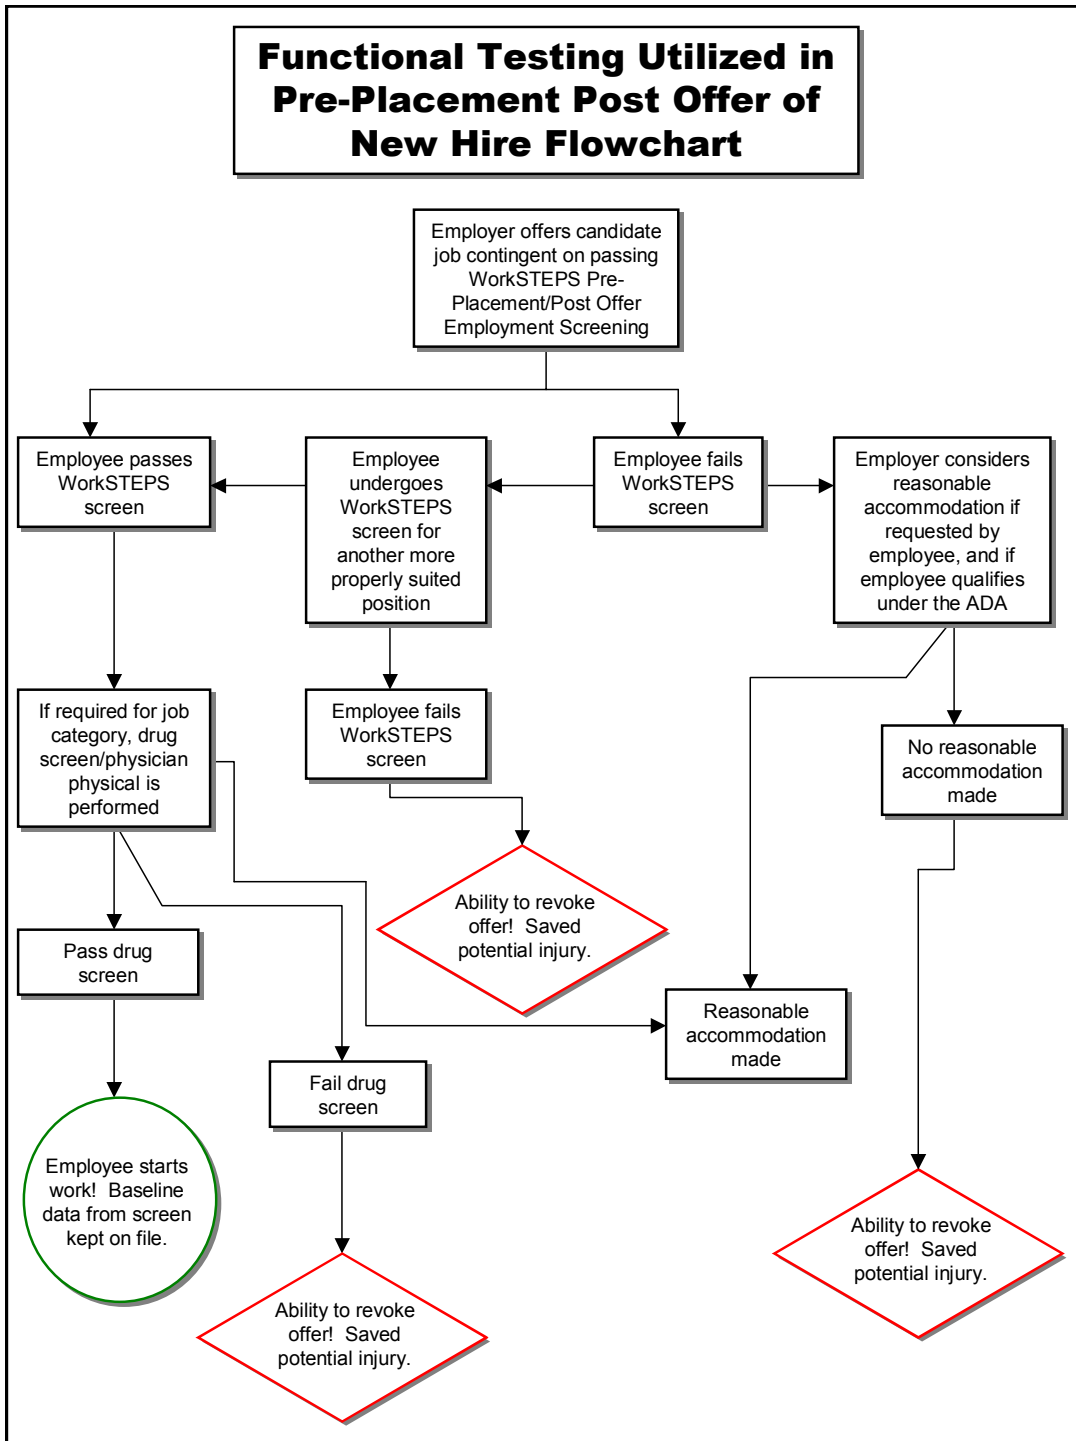 Functional Testing Utilized in
Pre-Placement Post Offer of
New Hire Flowchart
Employer offers candidate
job contingent on passing
WorkSTEPS Pre-
Placement/Post Offer
Employment Screening
Employee passes
WorkSTEPS
screen
Employee
undergoes
WorkSTEPS
screen for
another more
properly suited
position
Employee fails
WorkSTEPS
screen
Employer considers
reasonable
accommodation if
requested by
employee, and if
employee qualifies
under the ADA
If required for job
category, drug
screen/physician
physical is
performed
Employee fails
WorkSTEPS
screen
No reasonable
accommodation
made
Ability to revoke
offer! Saved
potential injury.
Pass drug
screen
Reasonable
accommodation
made
Fail drug
screen
Employee starts
work! Baseline
data from screen
kept on file.
Ability to revoke
offer! Saved
potential injury.
Ability to revoke
offer! Saved
potential injury.